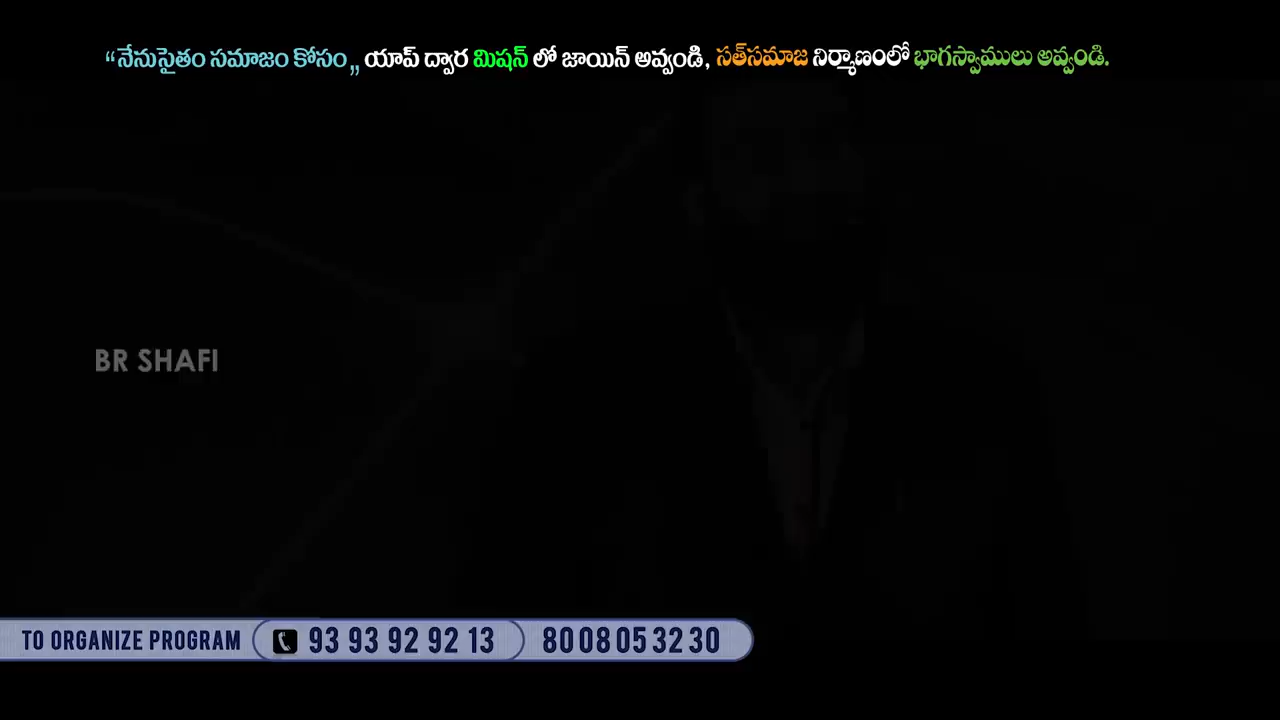 “నేనుసైతం సమాజం కోసం„ యాప్ ద్వార మిషన్ లో జాయిన్ అవ్వండి, సత్‌సమాజ నిర్మాణంలో భాగస్వాములు అవ్వండి.
BR SHAFI
TO ORGANIZE PROGRAM 93 93 92 92 13 80 08 05 32 30